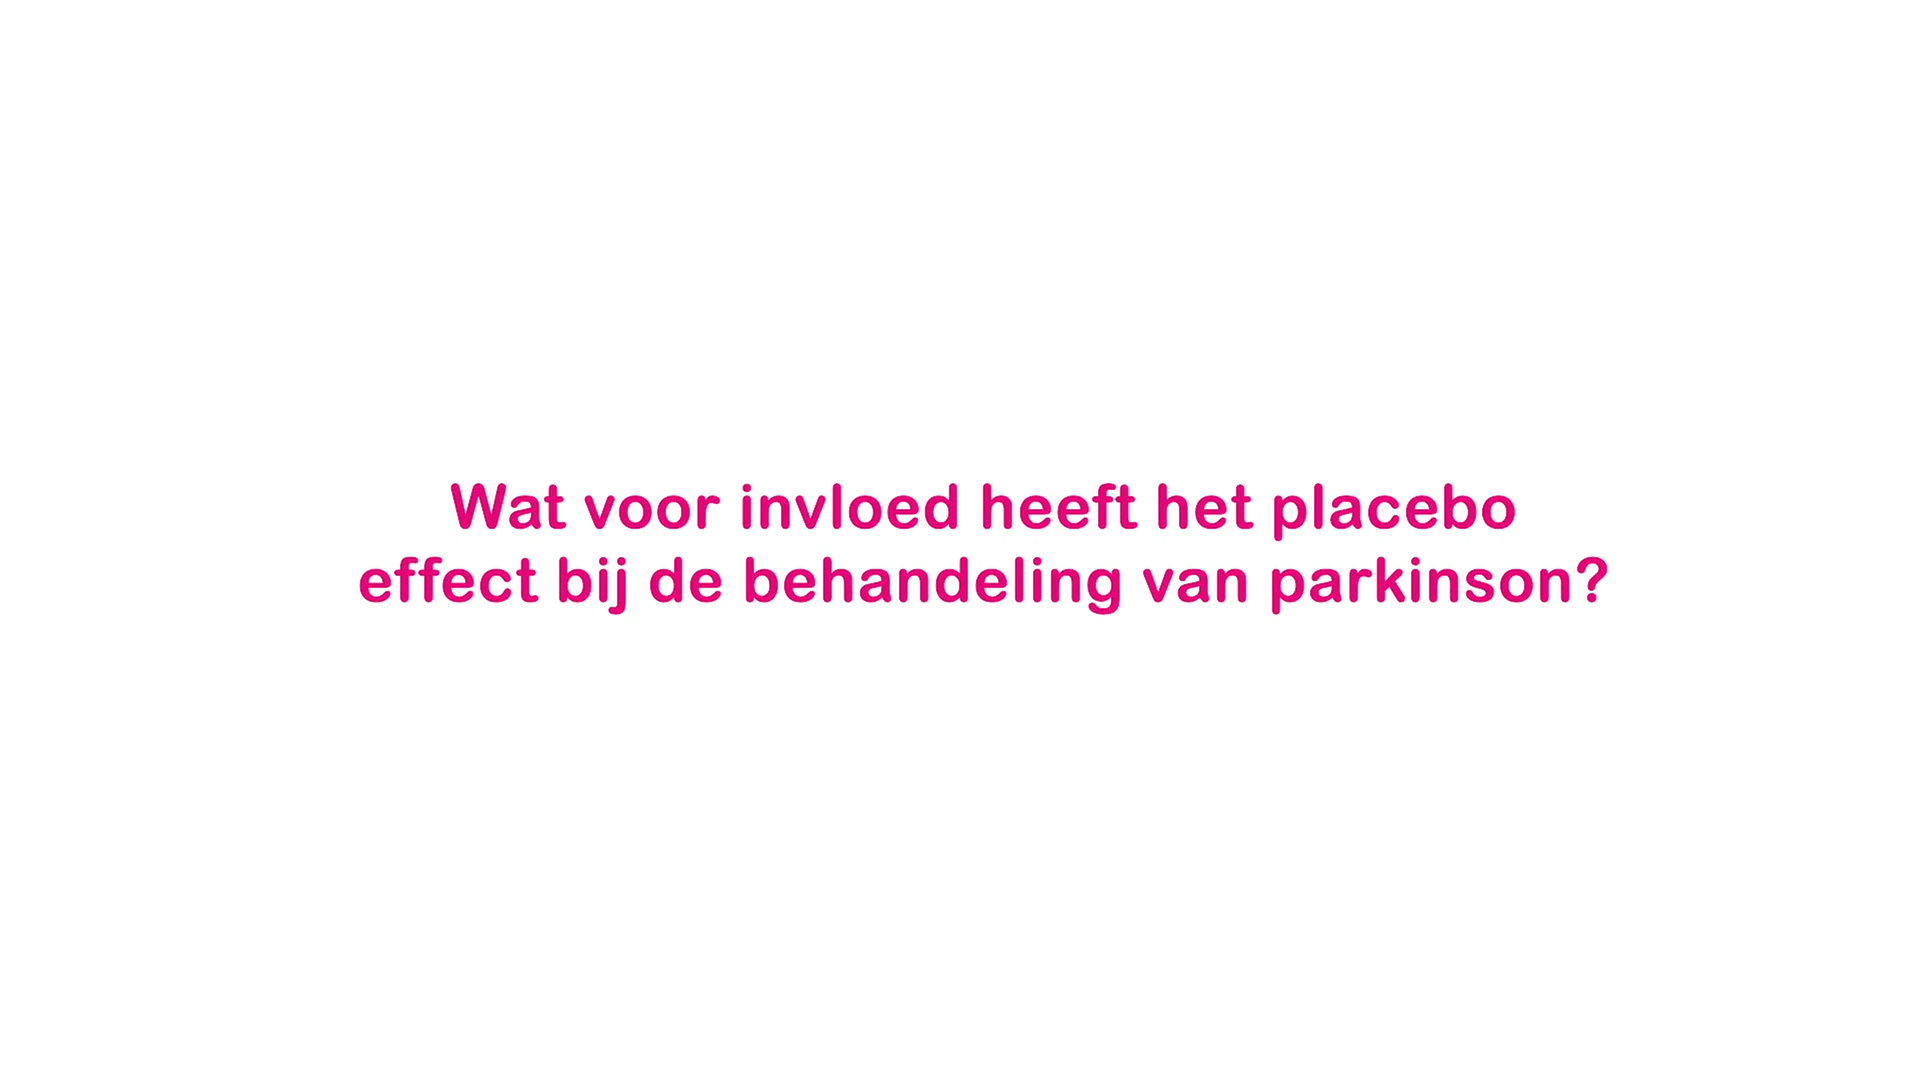 Wat voor invloed heeft het placebo
effect bij de behandeling van parkinson?